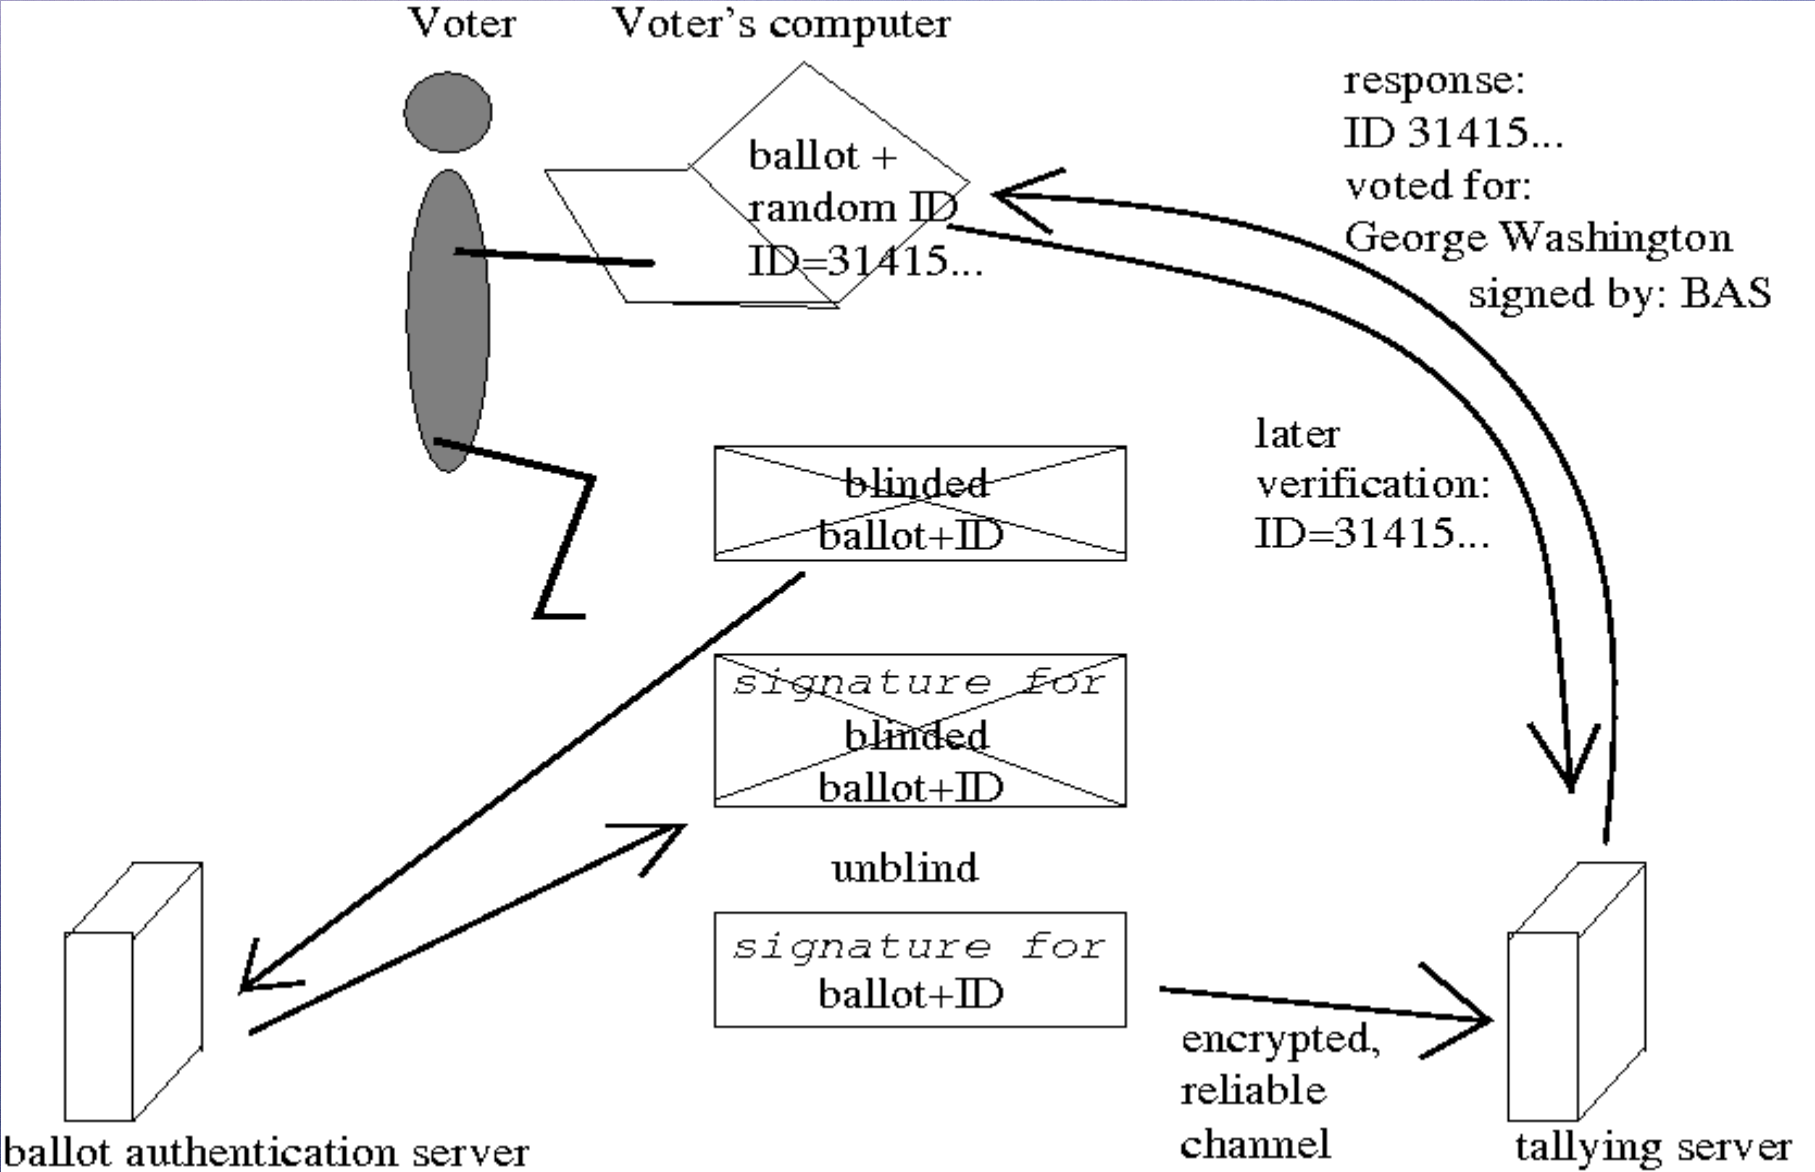 Voter
Voter's computer
ballot +
random ID
ID=31415...
response:
ID 31415...
voted for:
George Washington
signed by: BAS
later
verification:
ID=31415...
blinded
ballot+ID
signature for
blinded
ballot+ID
unblind
signature for
ballot+ID
encrypted,
reliable
channel
ballot authentication server
tallying server